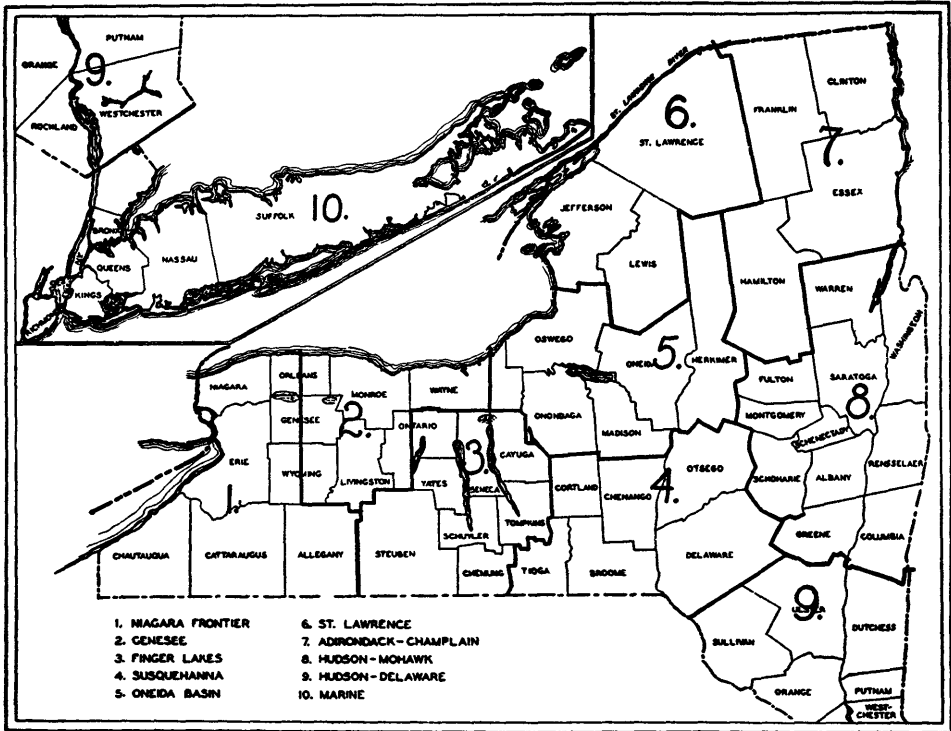 PUTNAM
ORANGE
9.
WESTCHESTER
ROCKLAND
SUFFOLK
10.
NASSAU
QUEENS
KINGS
ST. LAWRENCE RIVER
6.
ST. LAWRENCE
FRANKLIN
CLINTON
7.
ESSEX
JEFFERSON
LEWIS
HAMILTON
WARREN
WASHINGTON
OSWEGO
ONEIDA
5.
HERKIMER
FULTON
SARATOGA
8.
MONTGOMERY
SCHENECTADY
NIAGARA
ORLEANS
MONROE
WAYNE
GENESEE
2.
ONTARIO
ONONDAGA
MADISON
3.
CAYUGA
ERIE
WYOMING
LIVINGSTON
YATES
SENECA
CORTLAND
CHENANGO
4.
OTSEGO
SCHOHARIE
ALBANY
RENSSELAER
1.
TOMPKINS
SCHUYLER
CHAUTAUQUA
CATTARAUGUS
ALLEGANY
STEUBEN
CHEMUNG
TIOGA
BROOME
DELAWARE
GREENE
COLUMBIA
9.
ULSTER
SULLIVAN
DUTCHESS
ORANGE
PUTNAM
WEST-
CHESTER
1. NIAGARA FRONTIER
2. GENESEE
3. FINGER LAKES
4. SUSQUEHANNA
5. ONEIDA BASIN
6. ST. LAWRENCE
7. ADIRONDACK-CHAMPLAIN
8. HUDSON-MOHAWK
9. HUDSON-DELAWARE
10. MARINE